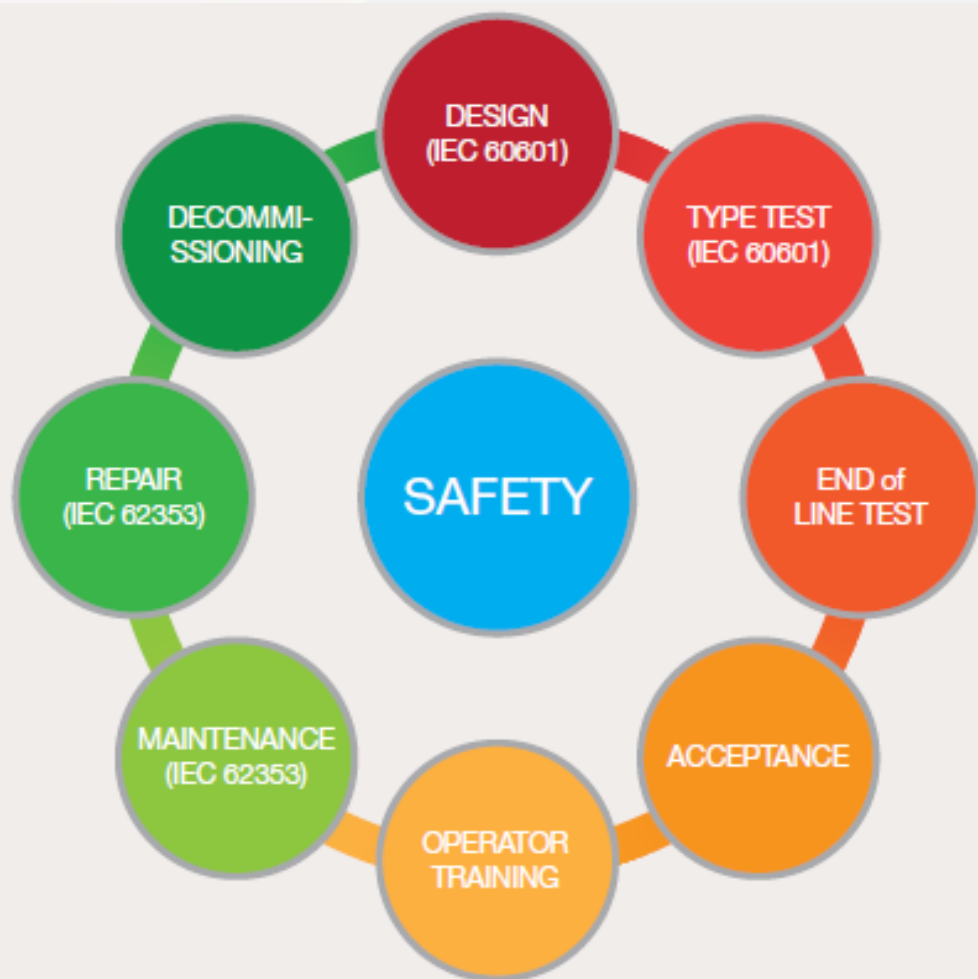 DESIGN
(IEC 60601)
TYPE TEST
(IEC 60601)
END of
LINE TEST
ACCEPTANCE
OPERATOR
TRAINING
MAINTENANCE
(IEC 62353)
REPAIR
(IEC 62353)
DECOMMI-
SSIONING
SAFETY